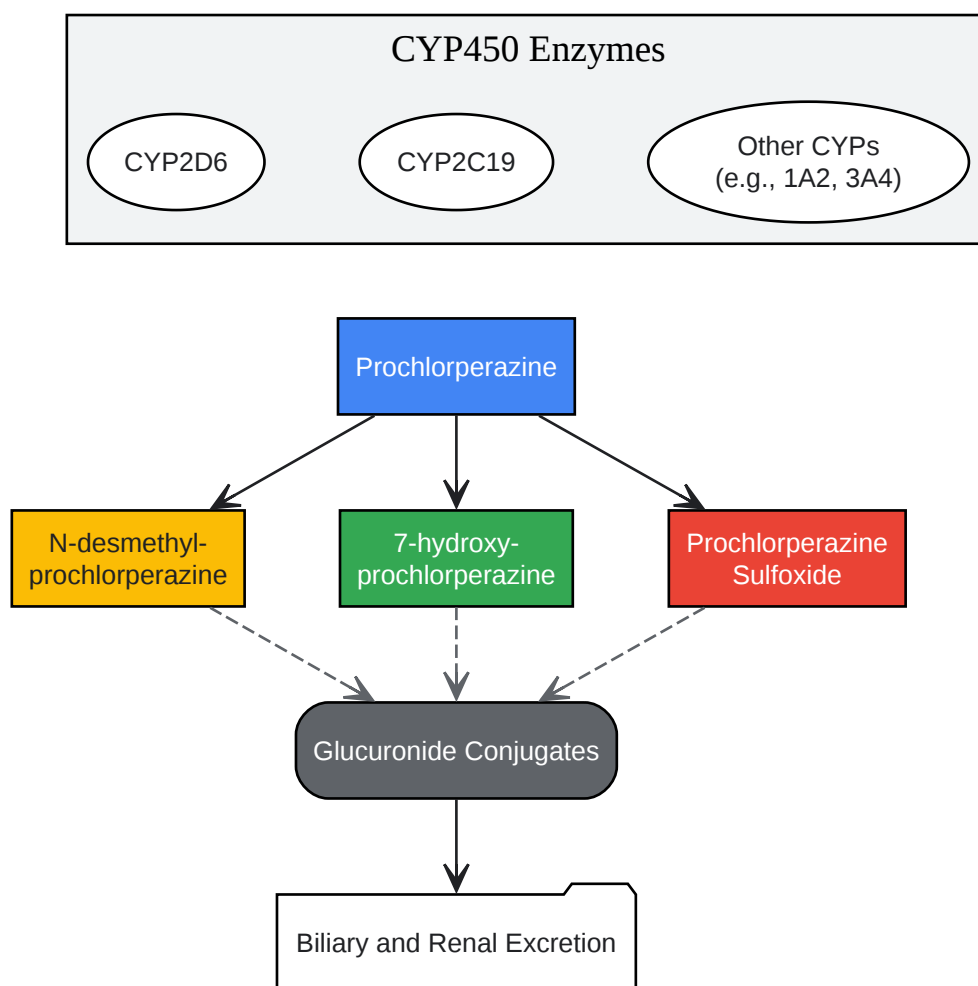 CYP450 Enzymes
CYP2D6
CYP2C19
Other CYPs
(e.g., 1A2, 3A4)
Prochlorperazine
N-desmethyl-
prochlorperazine
7-hydroxy-
prochlorperazine
Prochlorperazine
Sulfoxide
Glucuronide Conjugates
Biliary and Renal Excretion